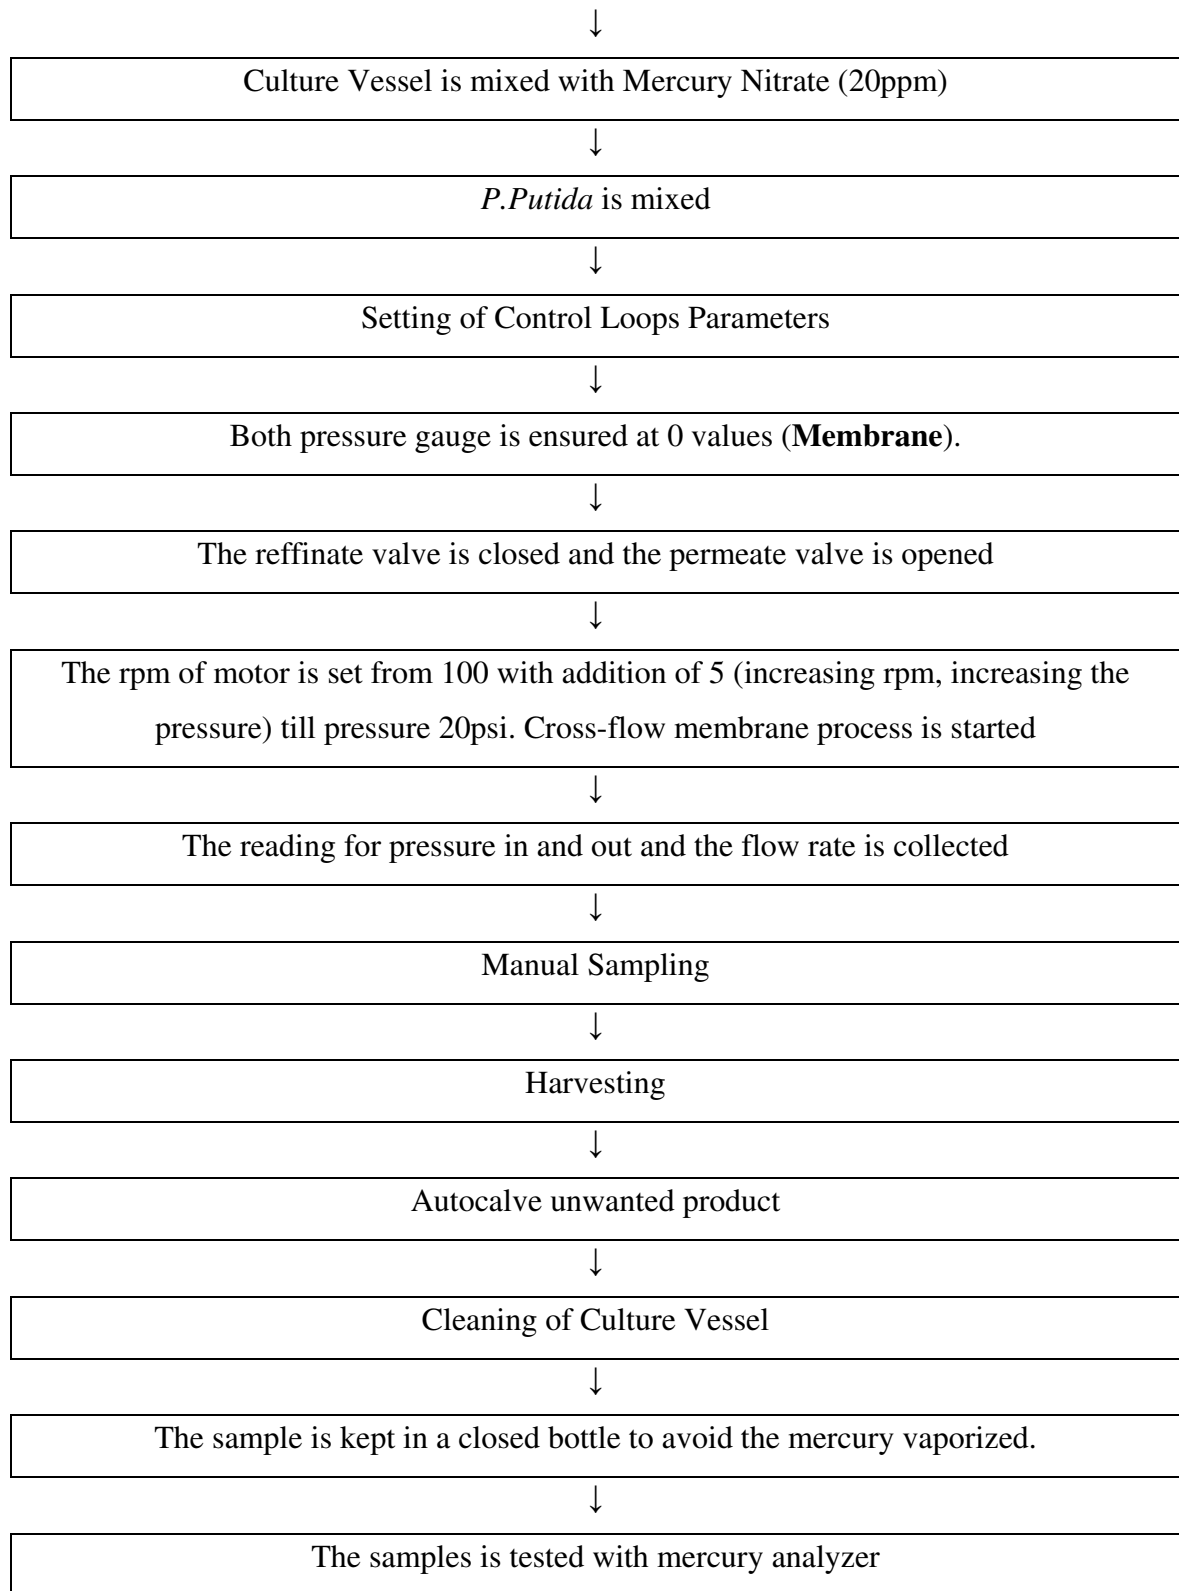 ↓
Culture Vessel is mixed with Mercury Nitrate (20ppm)
↓
P.Putida is mixed
↓
Setting of Control Loops Parameters
↓
Both pressure gauge is ensured at 0 values (Membrane).
↓
The reffinate valve is closed and the permeate valve is opened
↓
The rpm of motor is set from 100 with addition of 5 (increasing rpm, increasing the
pressure) till pressure 20psi. Cross-flow membrane process is started
↓
The reading for pressure in and out and the flow rate is collected
↓
Manual Sampling
↓
Harvesting
↓
Autocalve unwanted product
↓
Cleaning of Culture Vessel
↓
The sample is kept in a closed bottle to avoid the mercury vaporized.
↓
The samples is tested with mercury analyzer